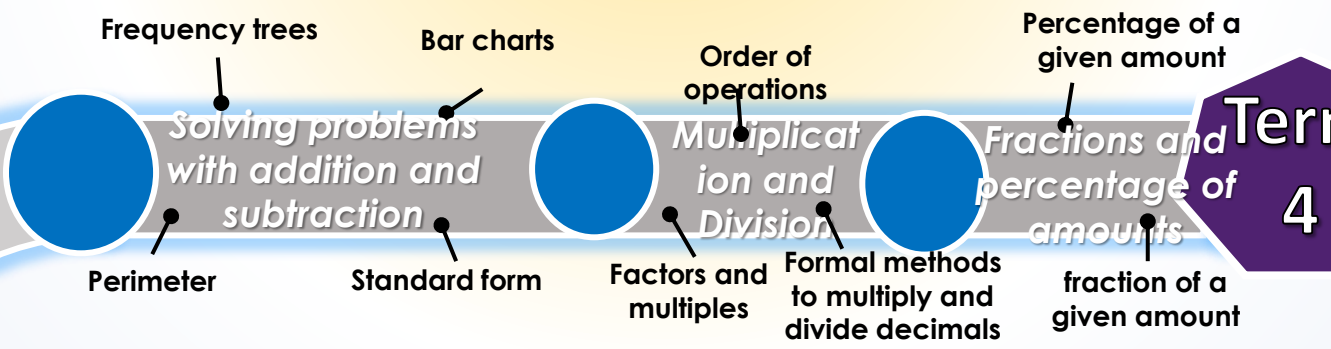 Frequency trees
Bar charts
Order of
operations
Percentage of a
given amount
Solving problems
with addition and
subtraction
Multiplicat
ion and
Division
Fractions and
percentage of
amounts
Terr
4
Perimeter
Standard form
Factors and
multiples
Formal methods
to multiply and
divide decimals
fraction of a
given amount